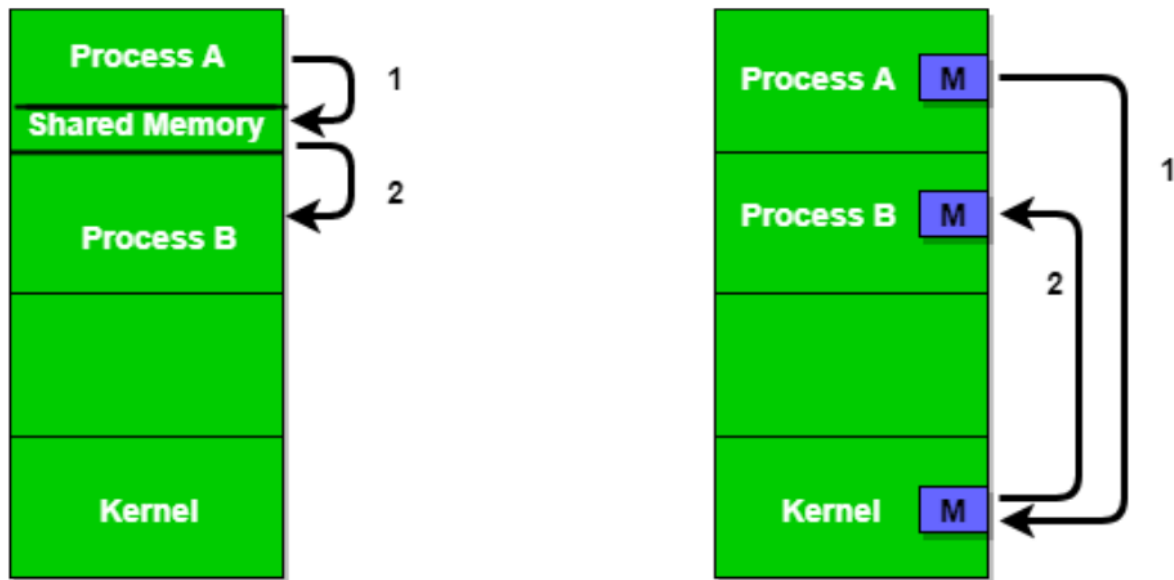 Process A
1
Shared Memory
2
Process B
Kernel
Process A M
1
Process B M
2
Kernel M